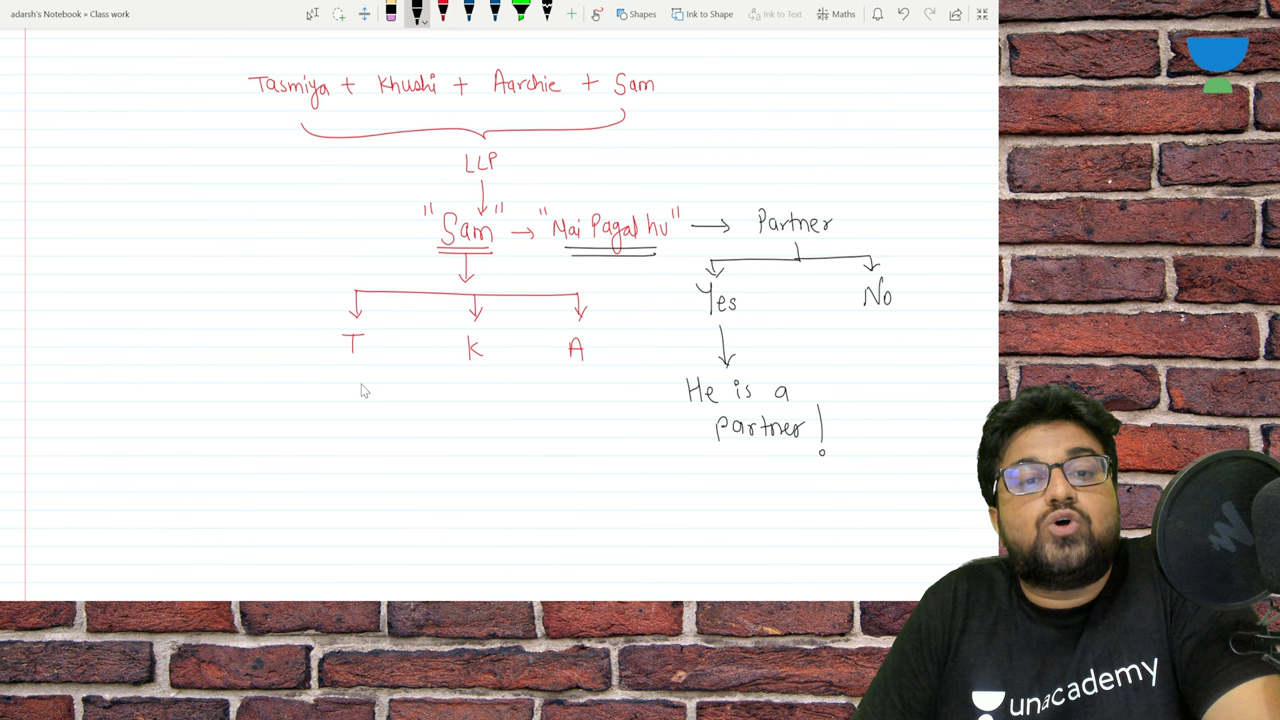 adarsh's Notebook » Class work
Shapes Ink to Shape Ink to Text Maths
Tasmiya + Khushi + Aarchie + Sam
LLP
"Sam" → "Mai Pagal hu" → Partner
Yes No
T K A
He is a
partner!
unacademy